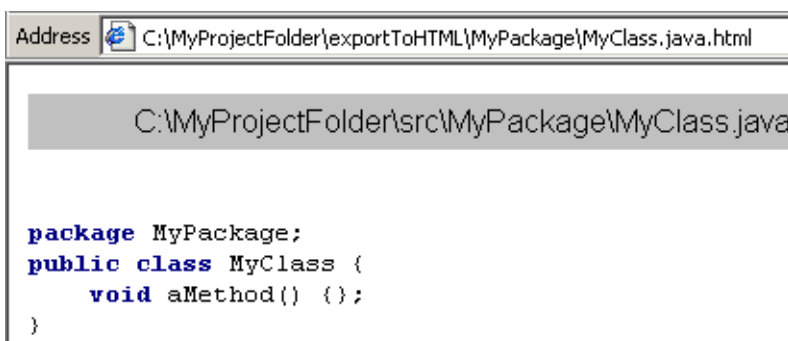 Address C:\MyProjectFolder\exportToHTML\MyPackage\MyClass.java.html
C:\MyProjectFolder\src\MyPackage\MyClass.java
package MyPackage;
public class MyClass {
    void aMethod() {};
}